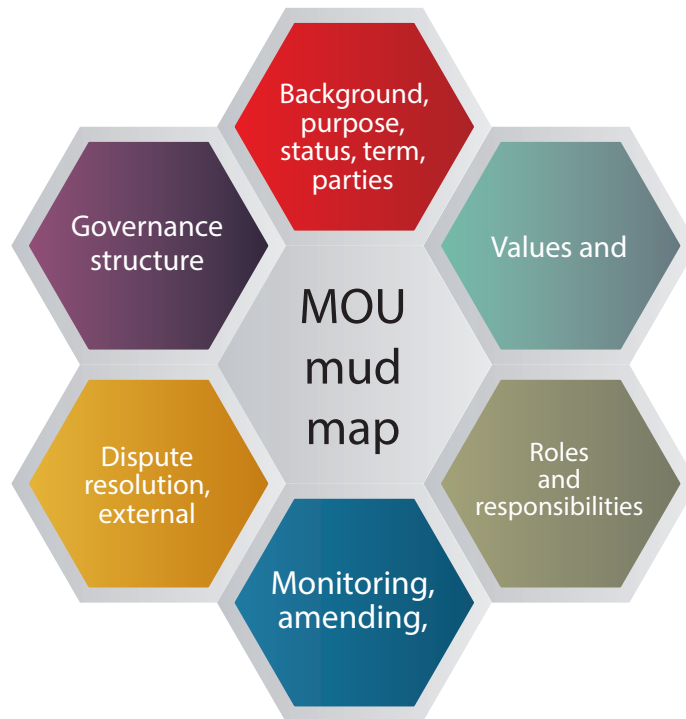 Background,
purpose,
status, term,
parties
Governance
structure
Values and
MOU
mud
map
Dispute
resolution,
external
Roles
and
responsibilities
Monitoring,
amending,